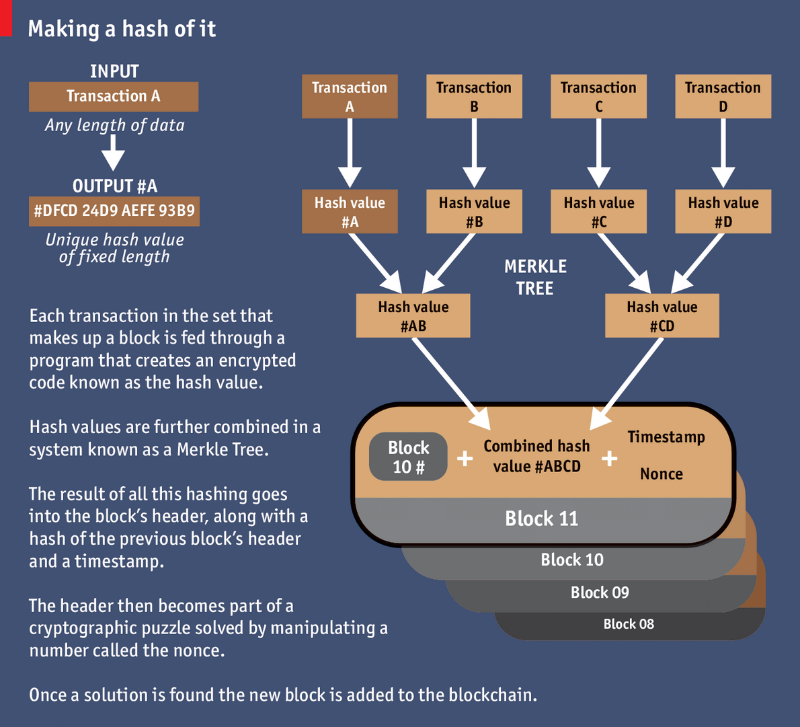 Making a hash of it
INPUT
Transaction A
Any length of data
OUTPUT #A
#DFCD 24D9 AEFE 93B9
Unique hash value
of fixed length
Each transaction in the set that
makes up a block is fed through a
program that creates an encrypted
code known as the hash value.
Hash values are further combined in a
system known as a Merkle Tree.
The result of all this hashing goes
into the block’s header, along with a
hash of the previous block’s header
and a timestamp.
The header then becomes part of a
cryptographic puzzle solved by manipulating a
number called the nonce.
Once a solution is found the new block is added to the blockchain.
Transaction
A
Transaction
B
Transaction
C
Transaction
D
Hash value
#A
Hash value
#B
Hash value
#C
Hash value
#D
MERKLE
TREE
Hash value
#AB
Hash value
#CD
Block
10 #
+
Combined hash
value #ABCD
+
Timestamp
Nonce
Block 11
Block 10
Block 09
Block 08